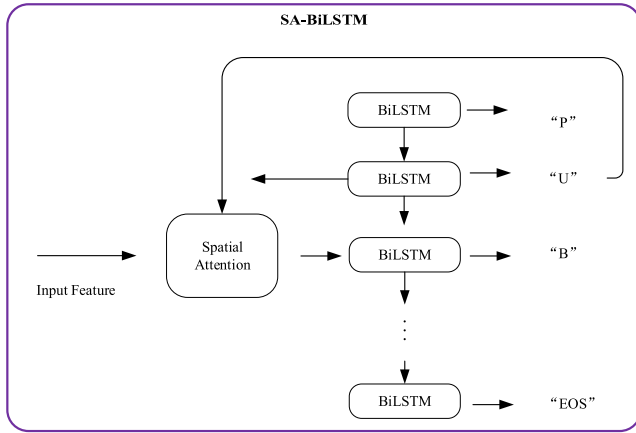 SA-BiLSTM
BiLSTM
“P”
BiLSTM
“U”
Spatial
Attention
BiLSTM
“B”
Input Feature
BiLSTM
“EOS”